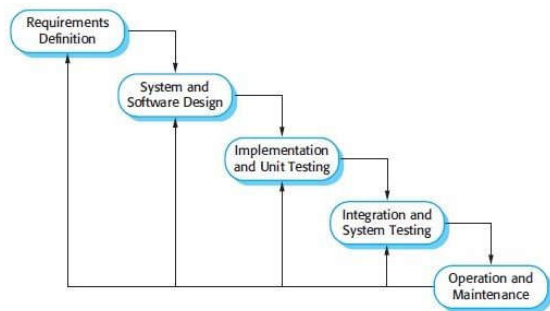 Requirements
Definition
System and
Software Design
Implementation
and Unit Testing
Integration and
System Testing
Operation and
Maintenance